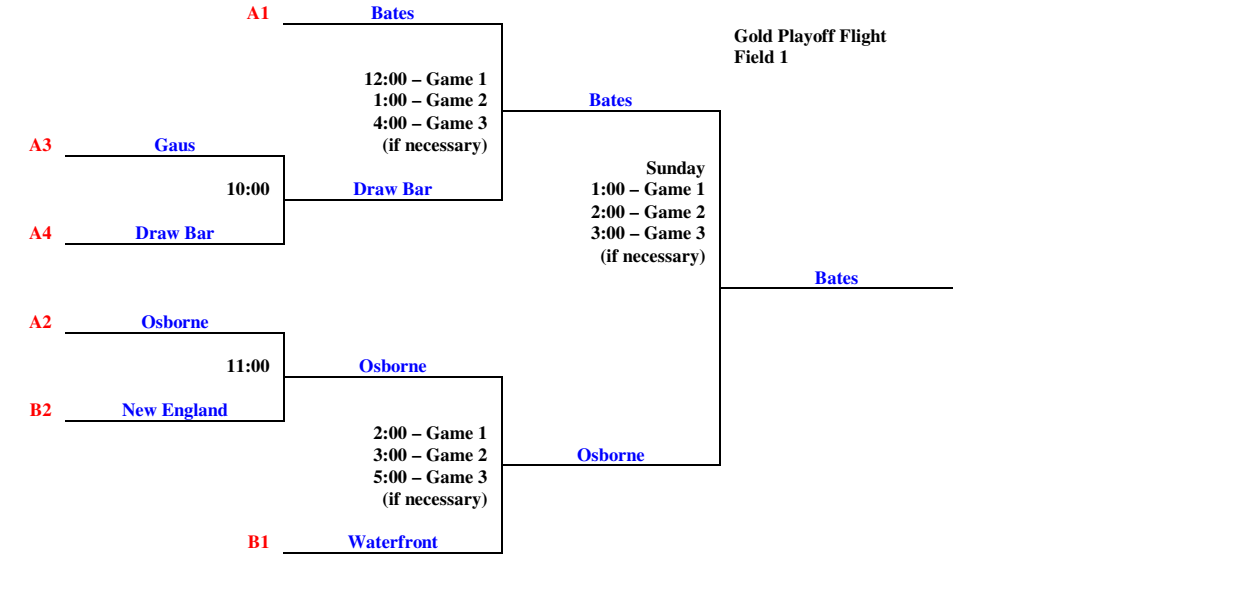 A1 Bates
Gold Playoff Flight
Field 1
12:00 – Game 1
1:00 – Game 2
4:00 – Game 3
(if necessary)
Bates
A3 Gaus
Sunday
1:00 – Game 1
2:00 – Game 2
3:00 – Game 3
(if necessary)
10:00
Draw Bar
A4 Draw Bar
Bates
A2 Osborne
11:00
Osborne
B2 New England
2:00 – Game 1
3:00 – Game 2
5:00 – Game 3
(if necessary)
Osborne
B1 Waterfront